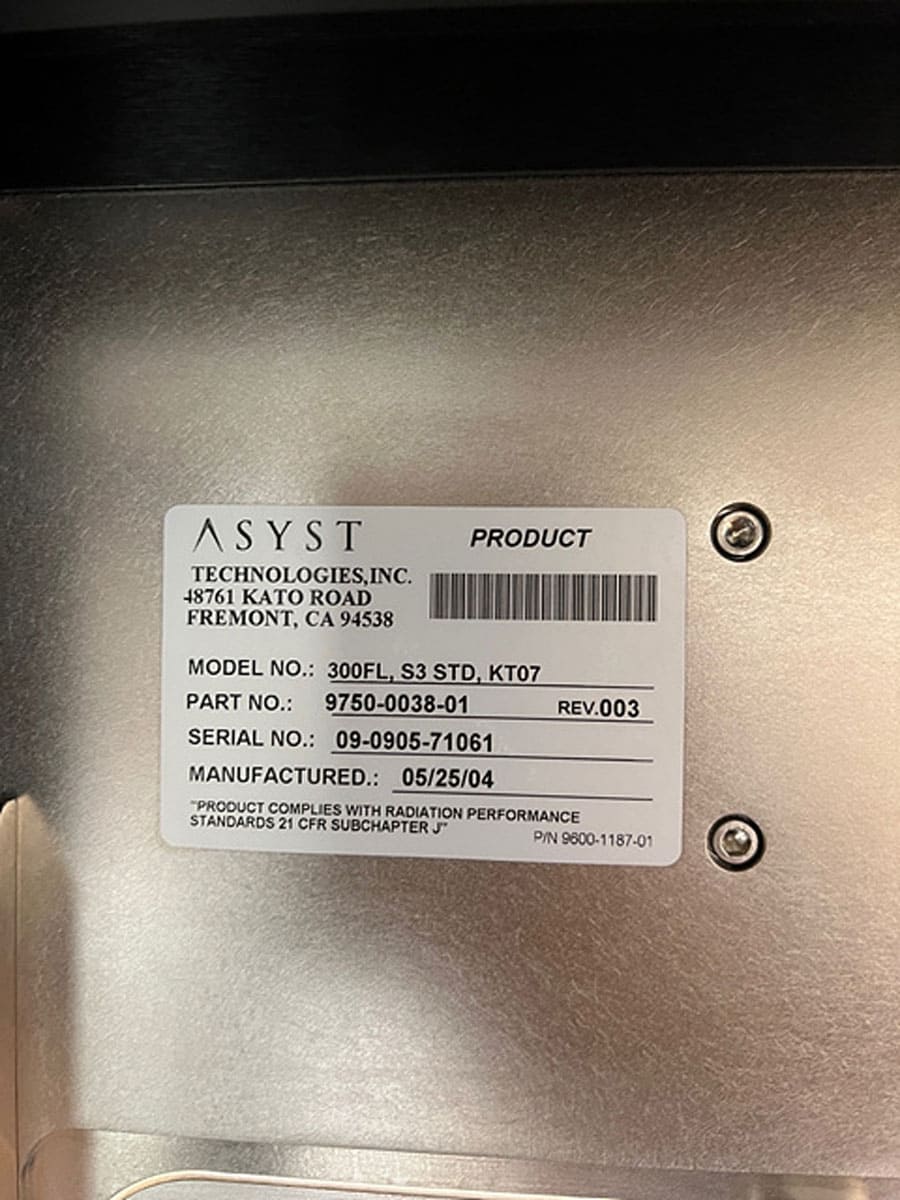 ASYST
PRODUCT
TECHNOLOGIES,INC.
48761 KATO ROAD
FREMONT, CA 94538
MODEL NO.: 300FL, S3 STD, KT07
PART NO.: 9750-0038-01 REV.003
SERIAL NO.: 09-0905-71061
MANUFACTURED.: 05/25/04
"PRODUCT COMPLIES WITH RADIATION PERFORMANCE
STANDARDS 21 CFR SUBCHAPTER J"
P/N 9600-1187-01